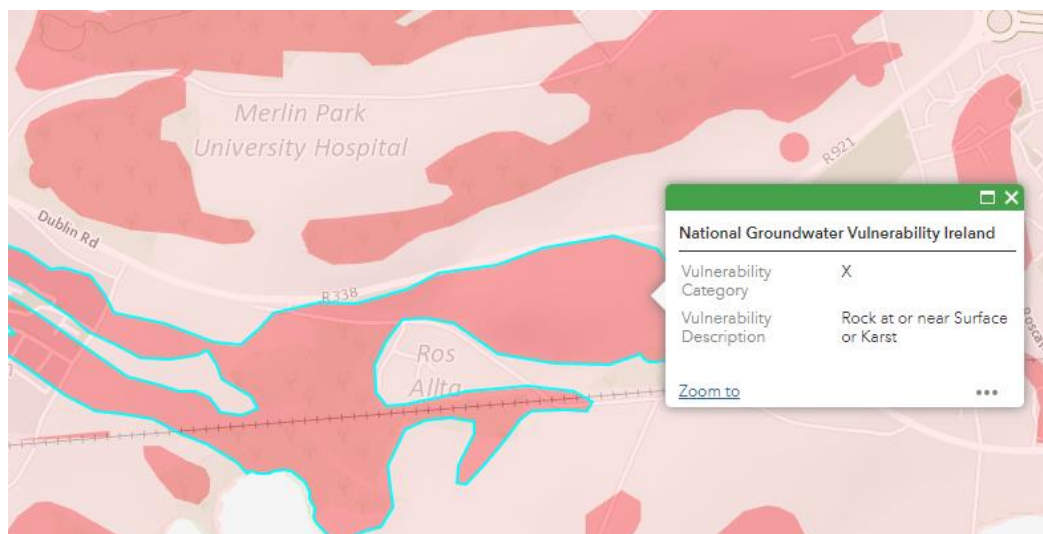 Merlin Park
University Hospital
R921
Dublin Rd
National Groundwater Vulnerability Ireland
Vulnerability
Category
X
Vulnerability
Description
Rock at or near Surface
or Karst
R338
Ros
Allta
Zoom to